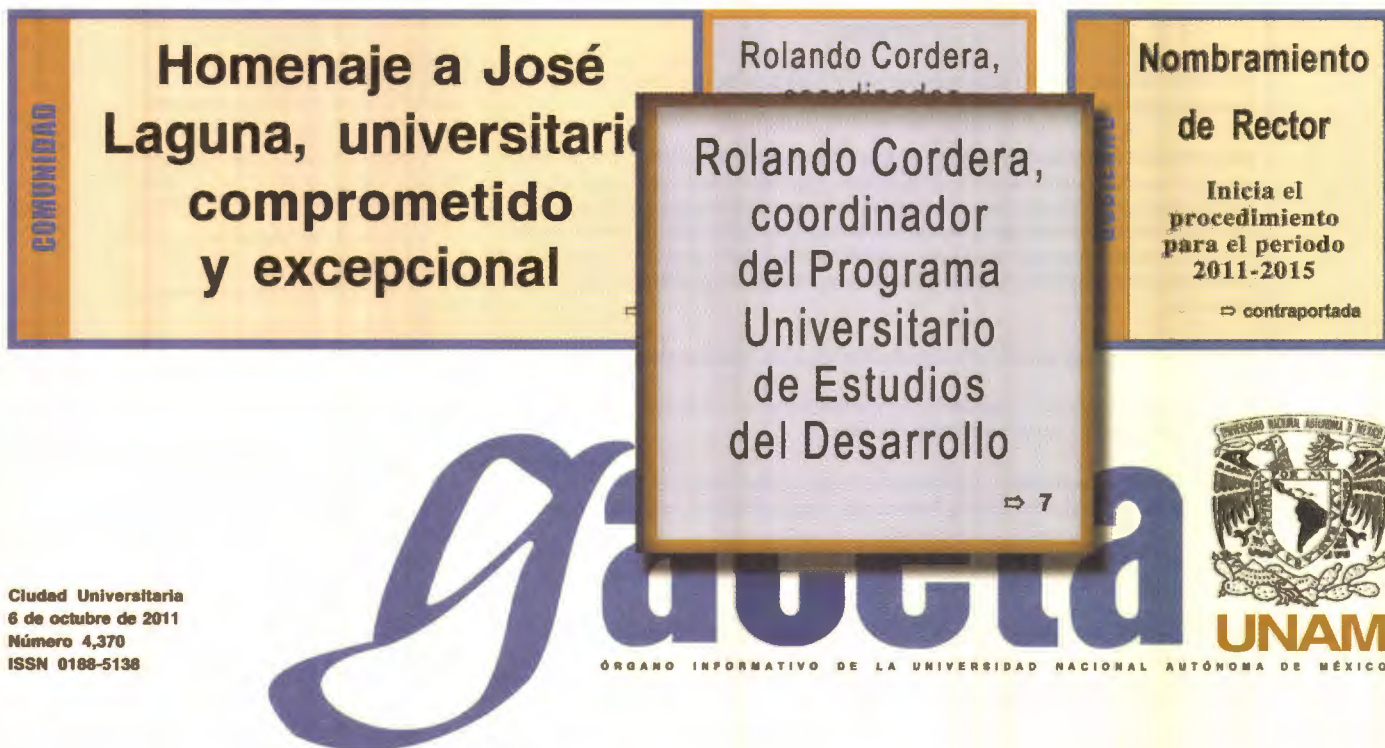 COMUNIDAD
Homenaje a José
Laguna, universitario
comprometido
y excepcional
Rolando Cordera,
coordinador
Rolando Cordera,
coordinador
del Programa
Universitario
de Estudios
del Desarrollo
⇨ 7
Nombramiento
de Rector
Inicia el
procedimiento
para el periodo
2011-2015
⇨ contraportada
Ciudad Universitaria
6 de octubre de 2011
Número 4,370
ISSN 0188-5138
gaceta
UNAM
ÓRGANO INFORMATIVO DE LA UNIVERSIDAD NACIONAL AUTÓNOMA DE MÉXICO